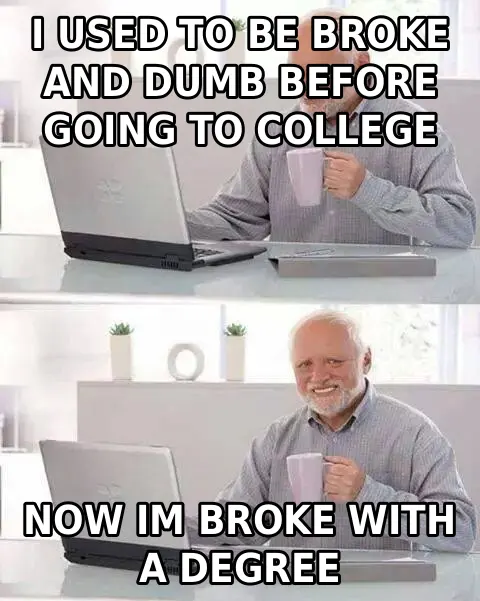 I USED TO BE BROKE
AND DUMB BEFORE
GOING TO COLLEGE
NOW IM BROKE WITH
A DEGREE